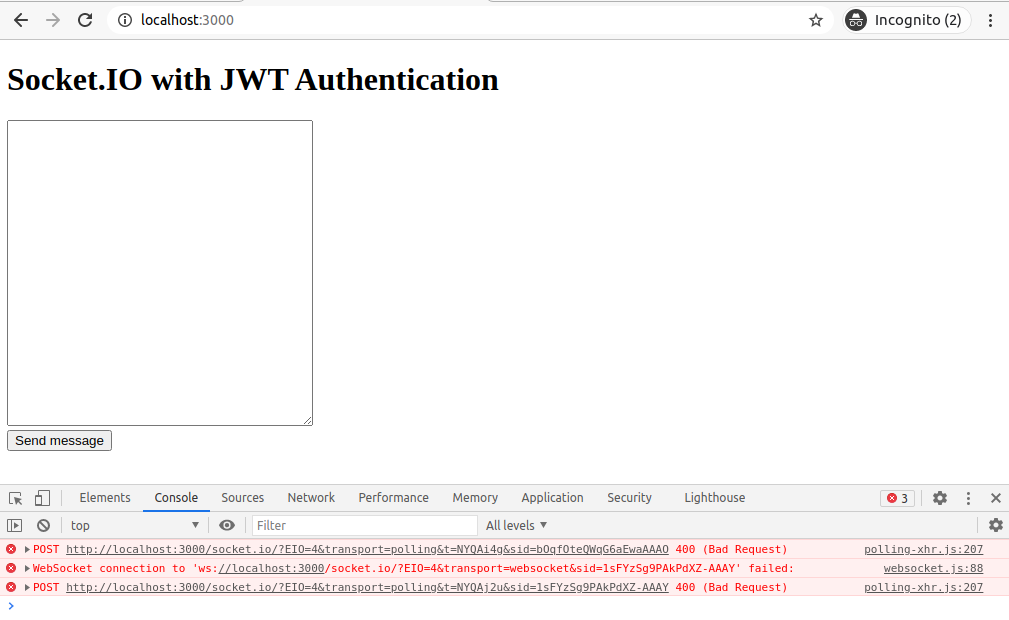 localhost:3000 Incognito (2)
Socket.IO with JWT Authentication
Send message
Elements Console Sources Network Performance Memory Application Security Lighthouse 3
top Filter All levels
POST http://localhost:3000/socket.io/?EIO=4&transport=polling&t=NYQAi4g&sid=bOqfOteQWqG6aEwaAAAO 400 (Bad Request) polling-xhr.js:207
WebSocket connection to 'ws://localhost:3000/socket.io/?EIO=4&transport=websocket&sid=1sFYzSg9PAkPdXZ-AAAY' failed: websocket.js:88
POST http://localhost:3000/socket.io/?EIO=4&transport=polling&t=NYQAj2u&sid=1sFYzSg9PAkPdXZ-AAAY 400 (Bad Request) polling-xhr.js:207